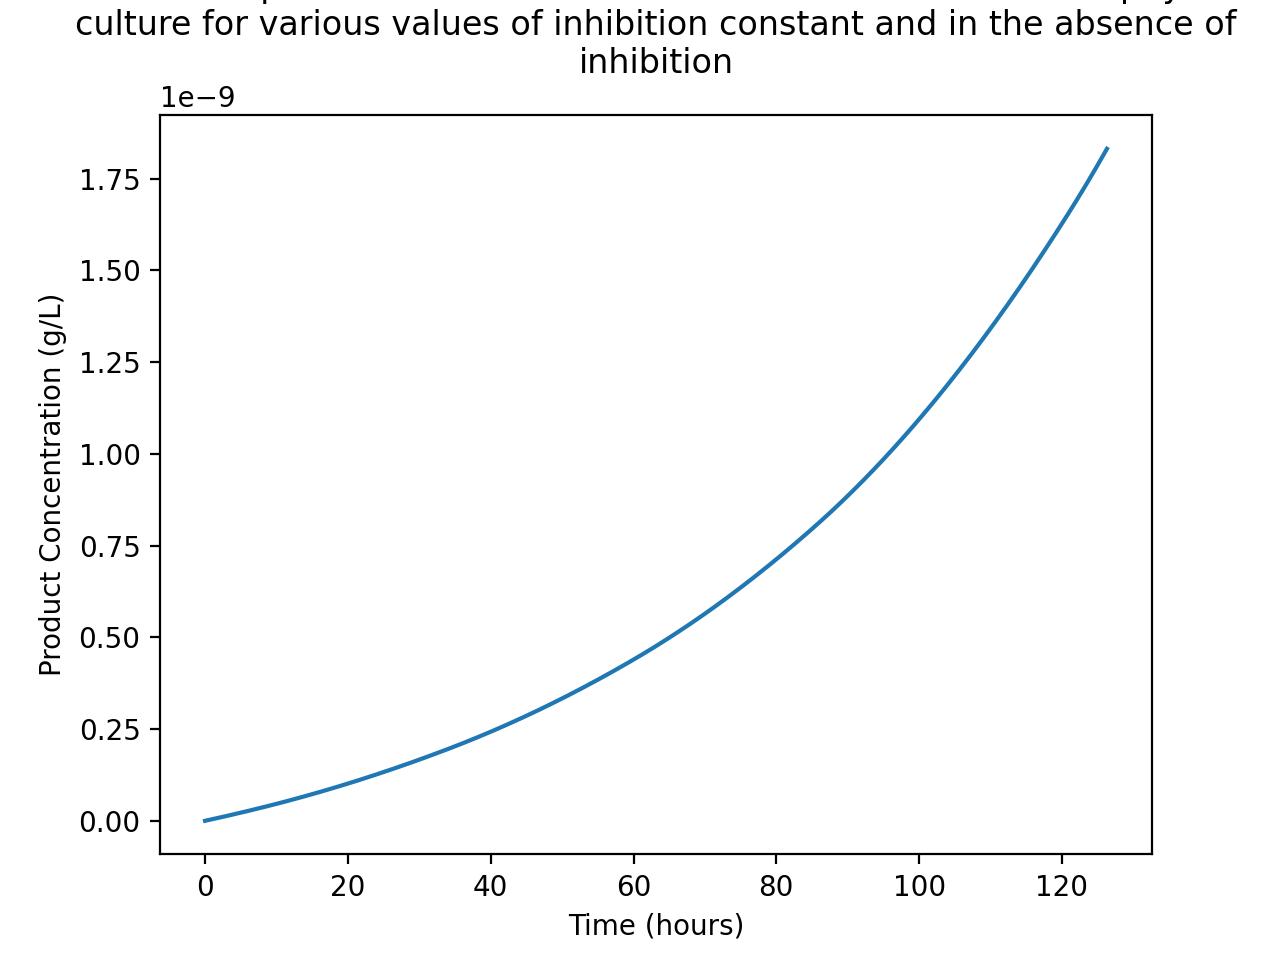 culture for various values of inhibition constant and in the absence of
inhibition
1e−9
1.75
1.50
1.25
1.00
0.75
0.50
0.25
0.00
Product Concentration (g/L)
0 20 40 60 80 100 120
Time (hours)